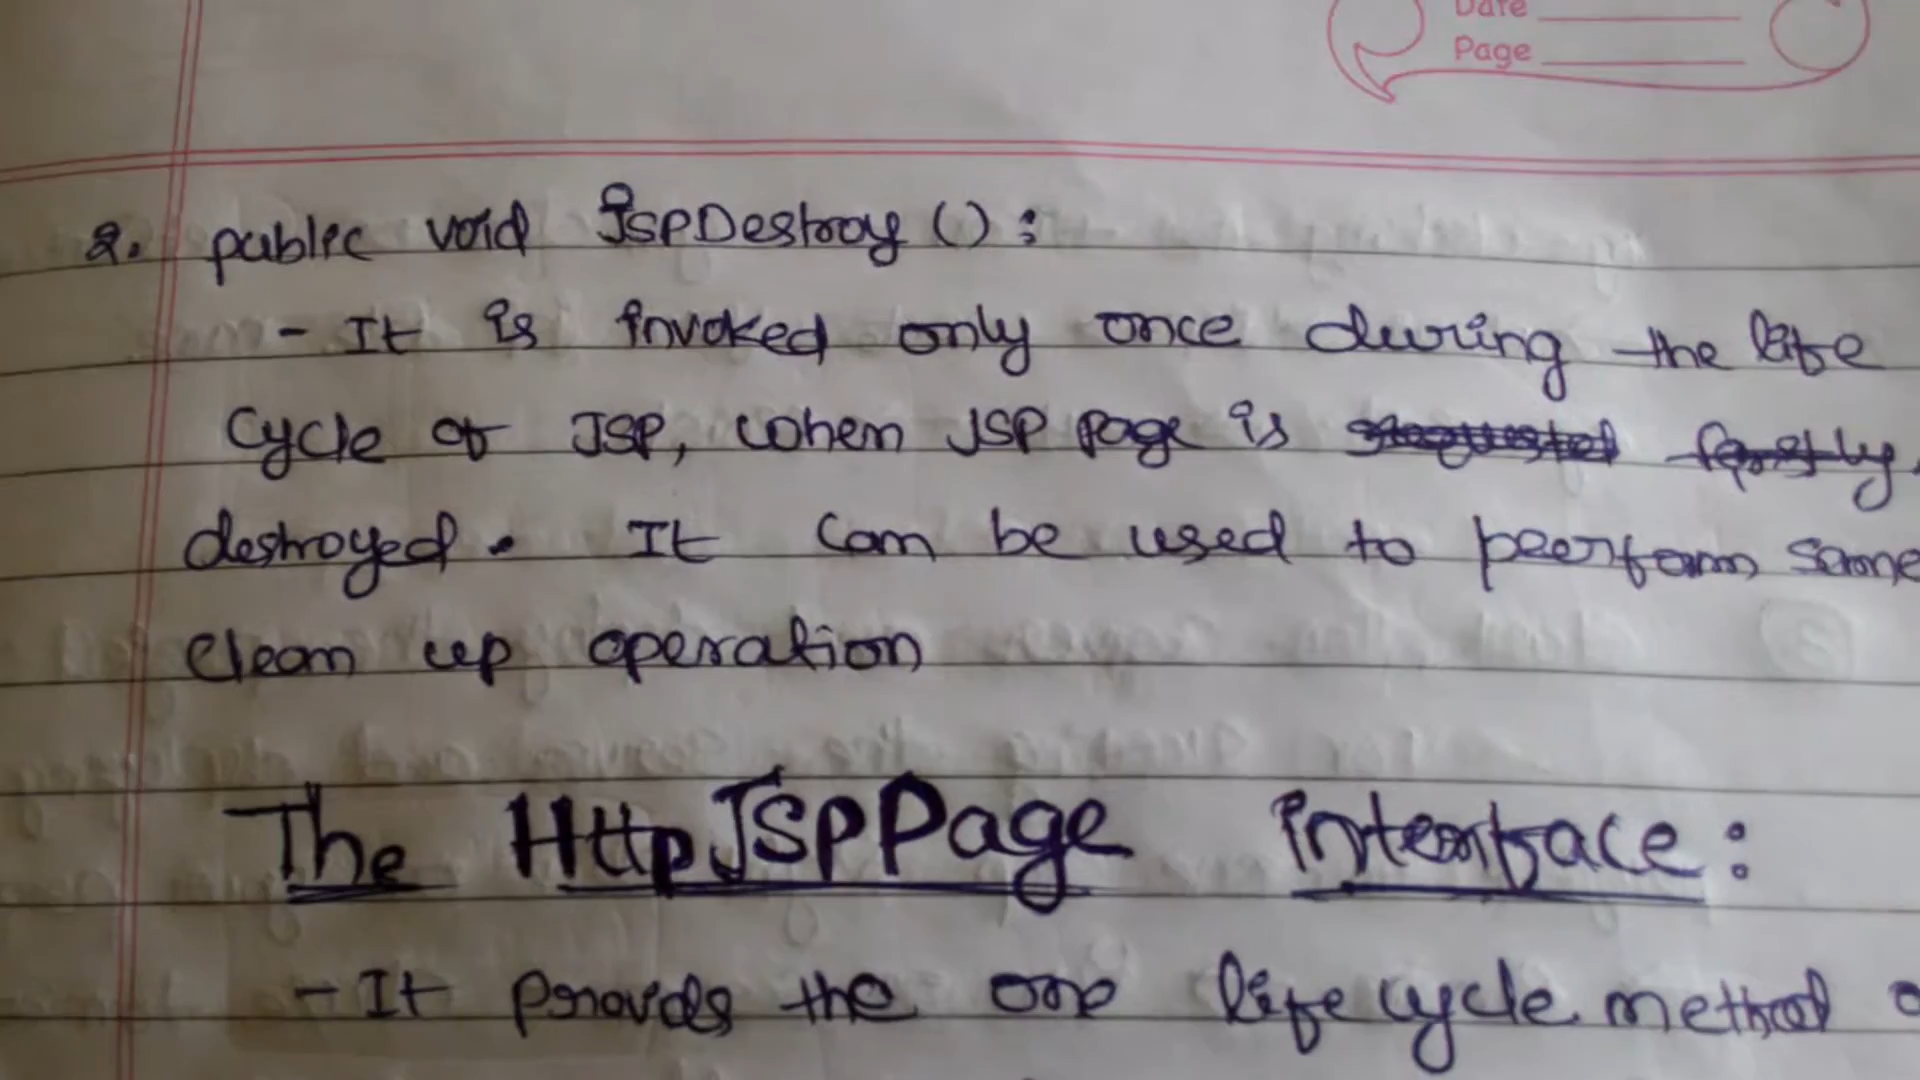 Date
Page
2. public void jspDestroy () :
- It is invoked only once during the life
cycle of JSP, when JSP page is
destroyed. It can be used to perform some
clean up operation
The HttpJspPage interface :
- It provids the one life cycle method